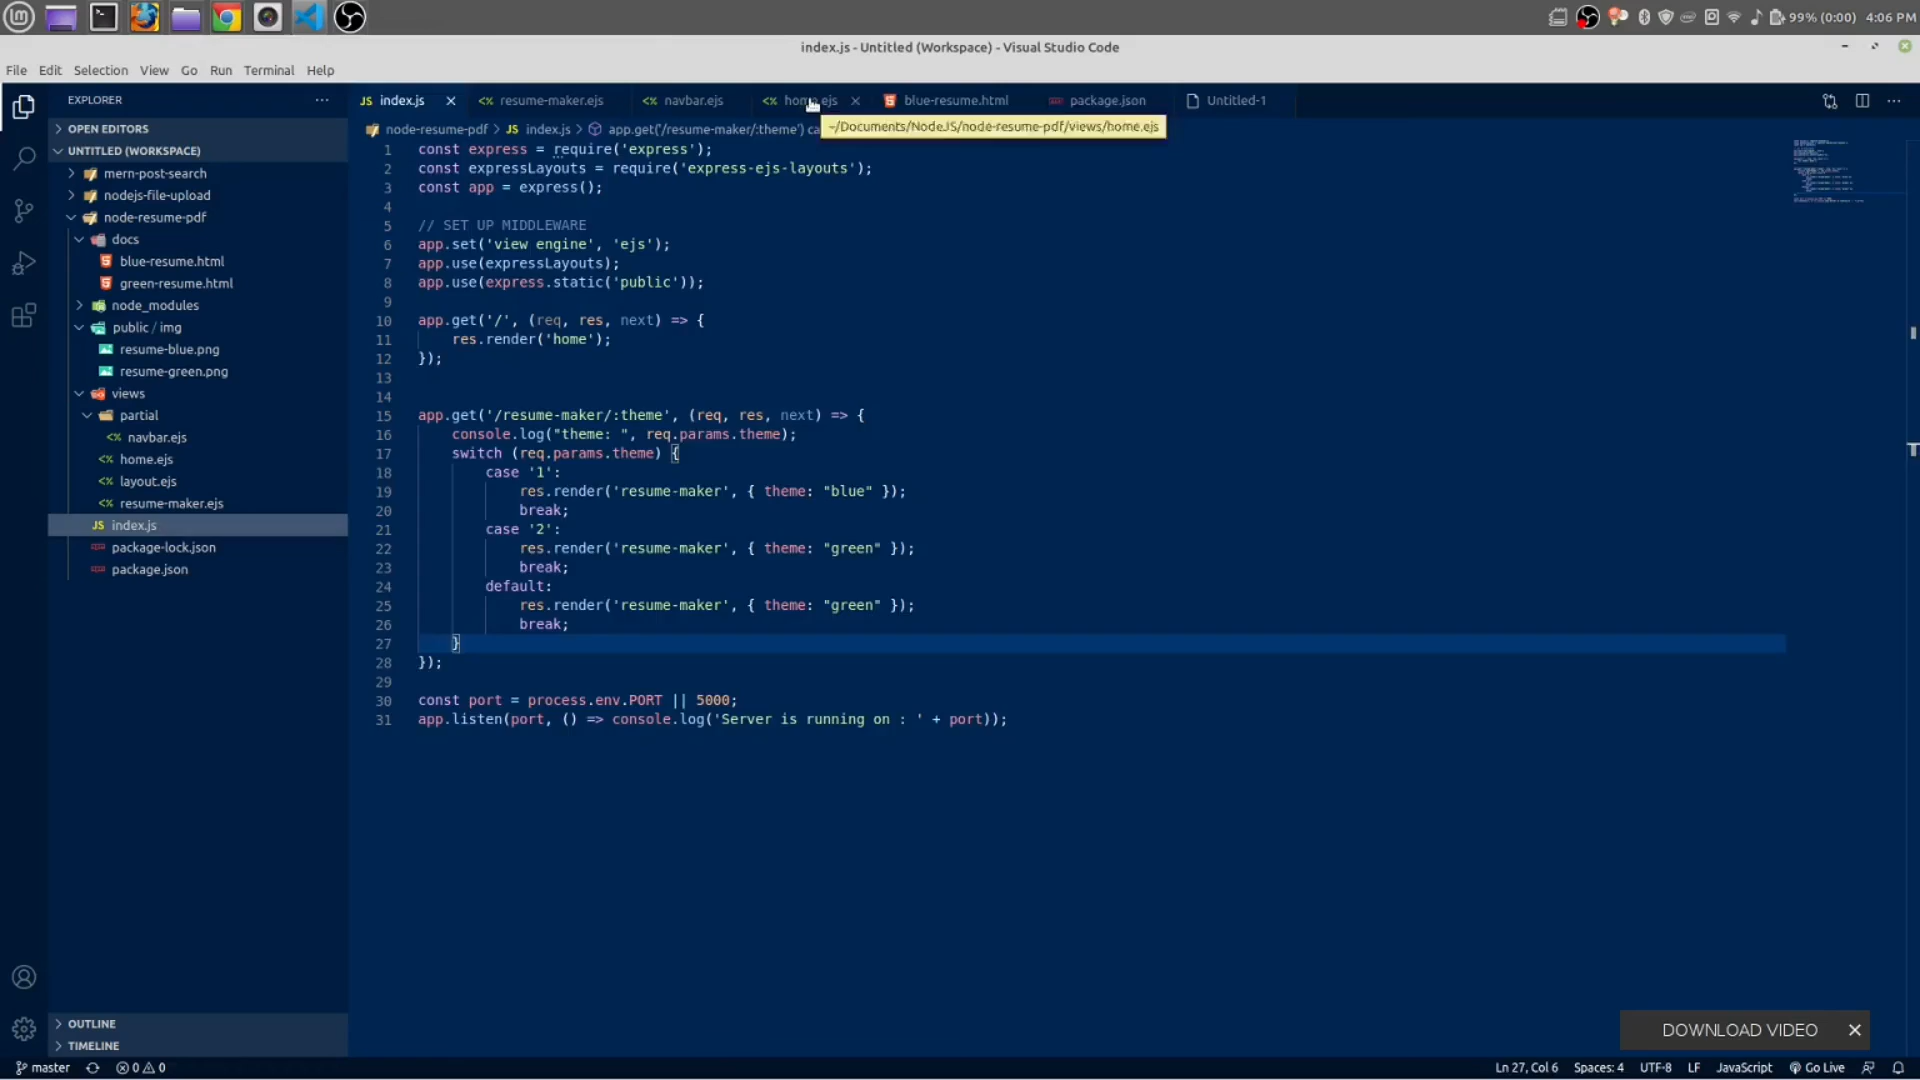 99% (0:00) 4:06 PM
index.js - Untitled (Workspace) - Visual Studio Code
File Edit Selection View Go Run Terminal Help
EXPLORER
OPEN EDITORS
UNTITLED (WORKSPACE)
mern-post-search
nodejs-file-upload
node-resume-pdf
docs
blue-resume.html
green-resume.html
node_modules
public / img
resume-blue.png
resume-green.png
views
partial
navbar.ejs
home.ejs
layout.ejs
resume-maker.ejs
JS index.js
package-lock.json
package.json
OUTLINE
TIMELINE
JS index.js <% resume-maker.ejs <% navbar.ejs <% home.ejs blue-resume.html package.json Untitled-1
node-resume-pdf > JS index.js > app.get('/resume-maker/:theme') ca
~/Documents/NodeJS/node-resume-pdf/views/home.ejs
1 const express = require('express');
2 const expressLayouts = require('express-ejs-layouts');
3 const app = express();
4
5 // SET UP MIDDLEWARE
6 app.set('view engine', 'ejs');
7 app.use(expressLayouts);
8 app.use(express.static('public'));
9
10 app.get('/', (req, res, next) => {
11 res.render('home');
12 });
13
14
15 app.get('/resume-maker/:theme', (req, res, next) => {
16 console.log("theme: ", req.params.theme);
17 switch (req.params.theme) {
18 case '1':
19 res.render('resume-maker', { theme: "blue" });
20 break;
21 case '2':
22 res.render('resume-maker', { theme: "green" });
23 break;
24 default:
25 res.render('resume-maker', { theme: "green" });
26 break;
27 }
28 });
29
30 const port = process.env.PORT || 5000;
31 app.listen(port, () => console.log('Server is running on : ' + port));
DOWNLOAD VIDEO
master 0 0 Ln 27, Col 6 Spaces: 4 UTF-8 LF JavaScript Go Live